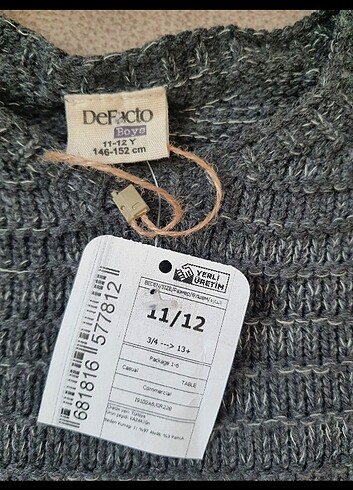 DeFacto
Boys
11-12 Y
146-152 cm
YERLİ
ÜRETİM
11/12
3/4 ---> 13+
Package 1-6
Casual TABLE
Commercial
681816 577812